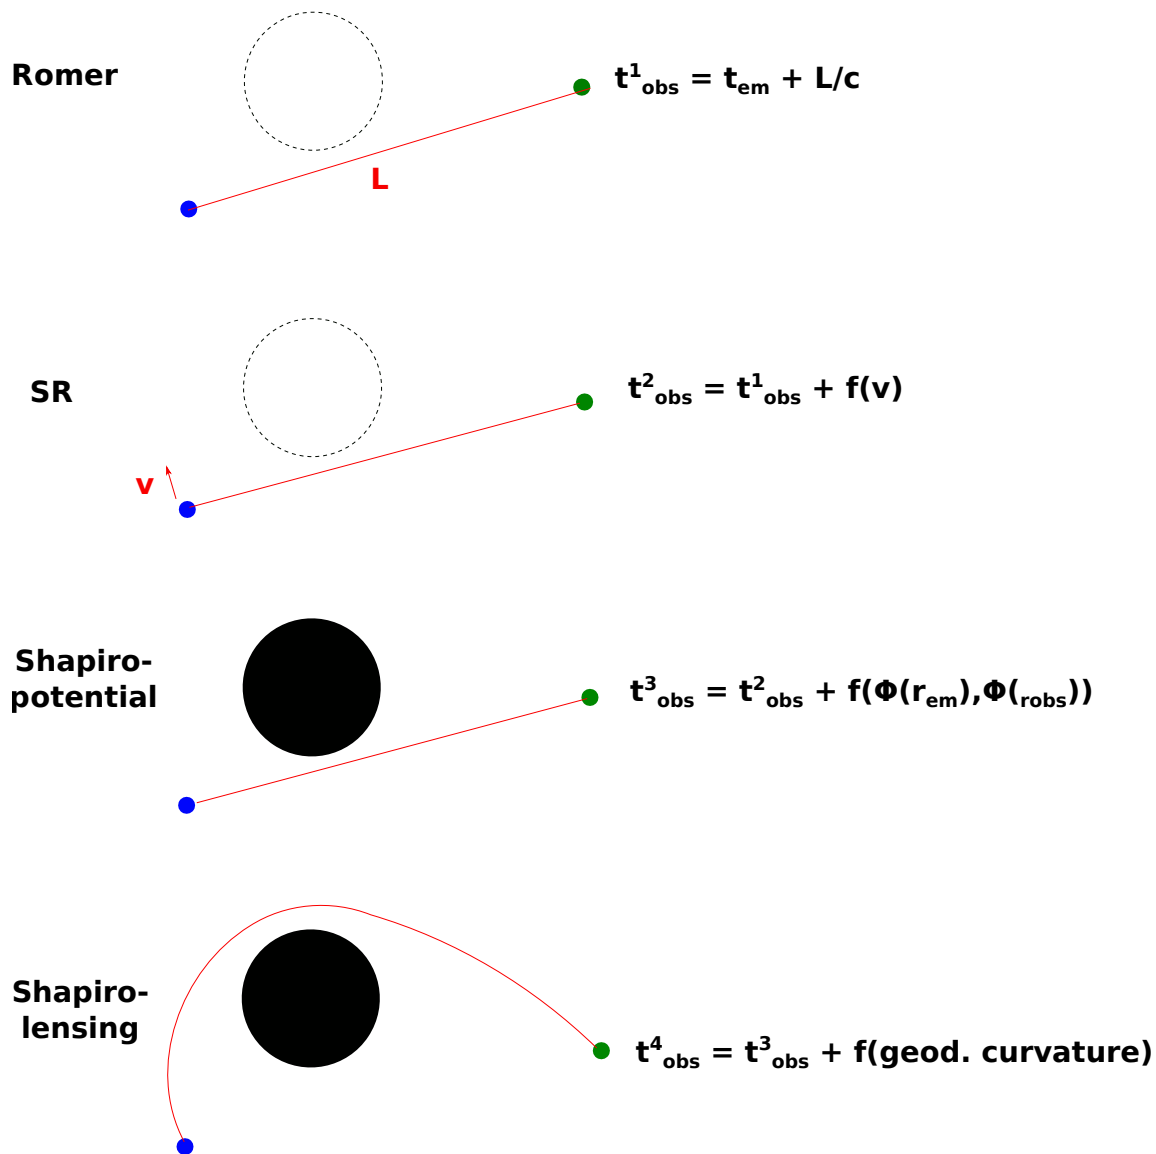 Romer
t¹obs = tem + L/c
L
SR
t²obs = t¹obs + f(v)
v
Shapiro-
potential
t³obs = t²obs + f(Φ(rem),Φ(robs))
Shapiro-
lensing
t⁴obs = t³obs + f(geod. curvature)